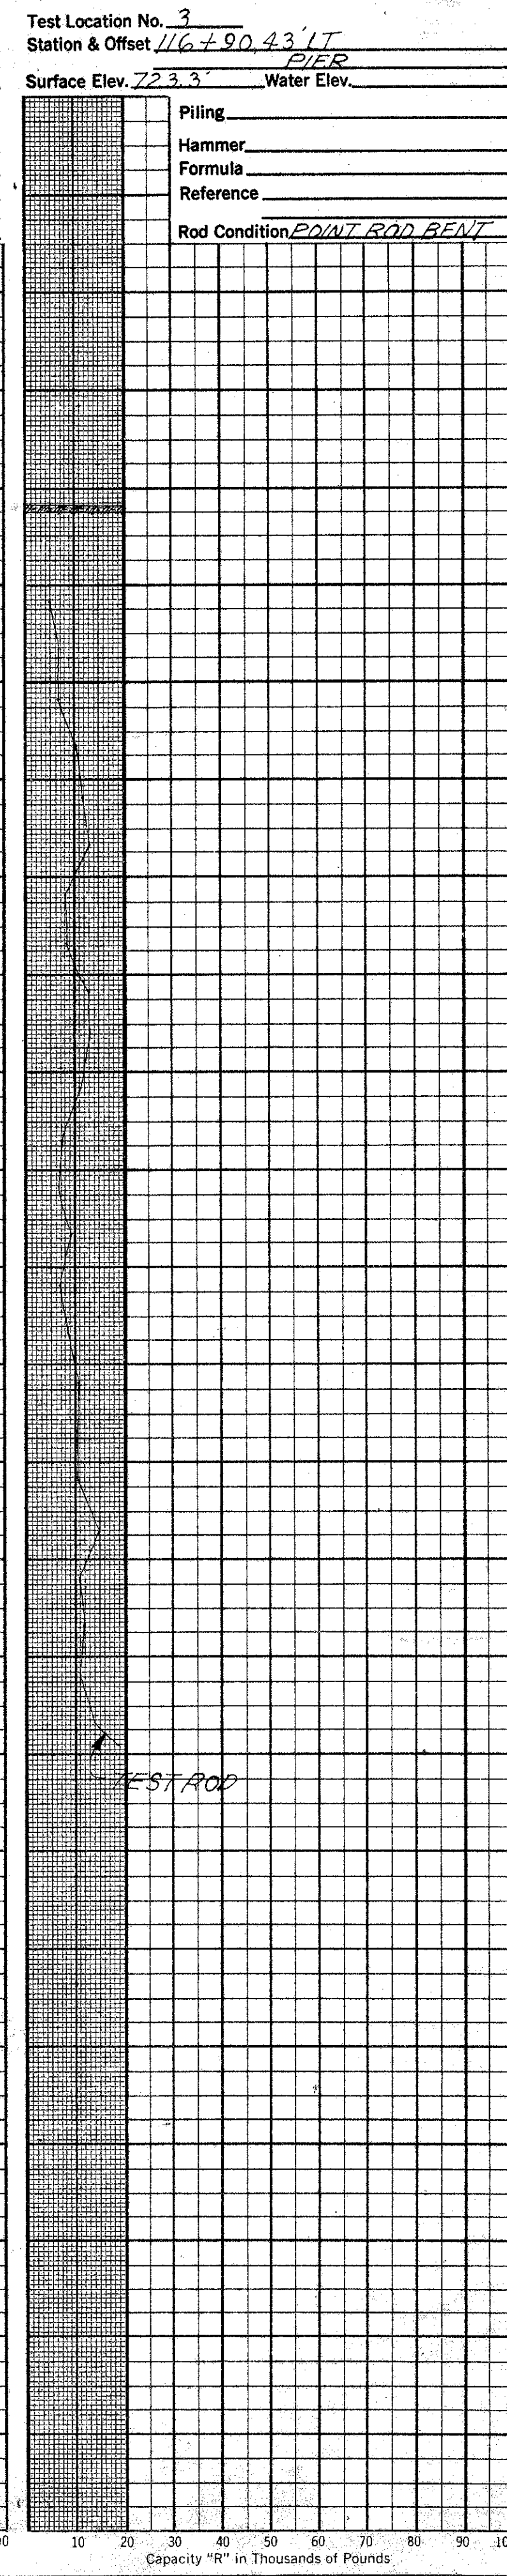 Test Location No. 3
Station & Offset 116+90, 43' LT
PIER
Surface Elev. 723.3' Water Elev.
Piling
Hammer
Formula
Reference
Rod Condition POINT ROD BENT
TEST ROD
10 20 30 40 50 60 70 80 90
Capacity "R" in Thousands of Pounds